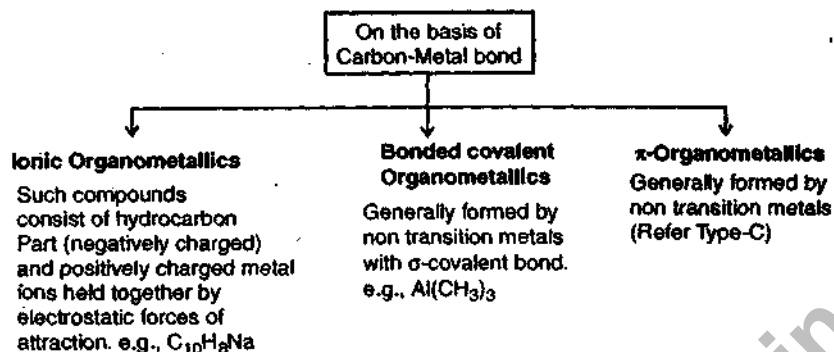 On the basis of
Carbon-Metal bond
Ionic Organometallics
Such compounds
consist of hydrocarbon
Part (negatively charged)
and positively charged metal
ions held together by
electrostatic forces of
attraction. e.g., C₁₀H₈Na
Bonded covalent
Organometallics
Generally formed by
non transition metals
with σ-covalent bond.
e.g., Al(CH₃)₃
π-Organometallics
Generally formed by
non transition metals
(Refer Type-C)
in